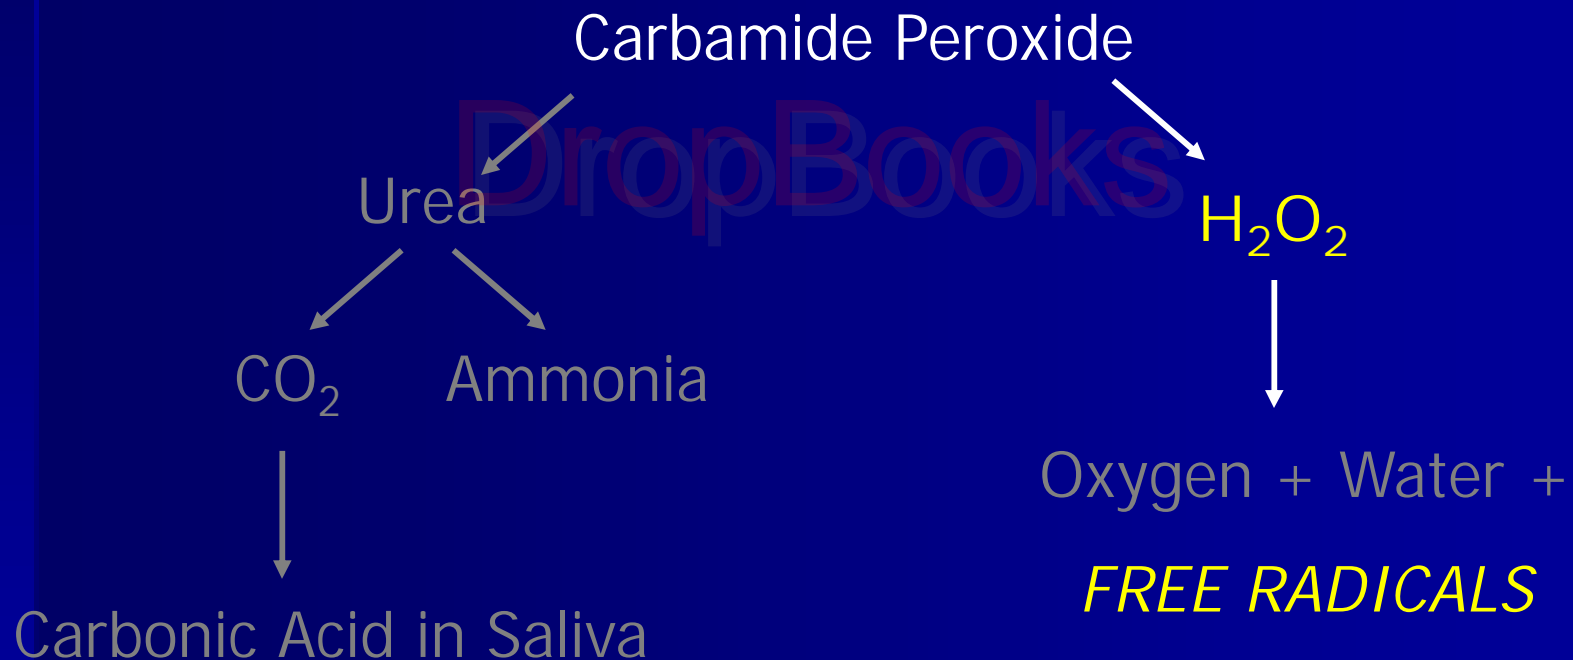 Carbamide Peroxide
DropBooks
Urea
H₂O₂
CO₂ Ammonia
Oxygen + Water +
FREE RADICALS
Carbonic Acid in Saliva